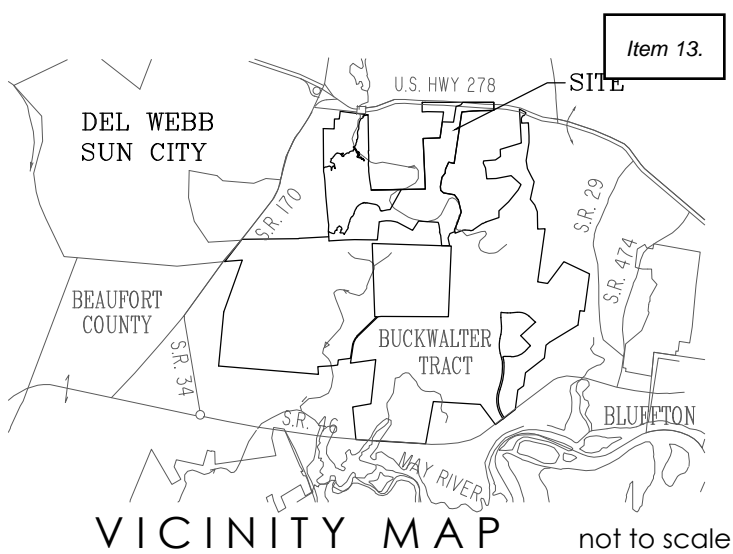 Item 13.
U.S. HWY 278
SITE
DEL WEBB
SUN CITY
S.R. 170
S.R. 29
S.R. 474
BEAUFORT
COUNTY
BUCKWALTER
TRACT
S.R. 34
S.R. 46
BLUFFTON
MAY RIVER
VICINITY MAP
not to scale